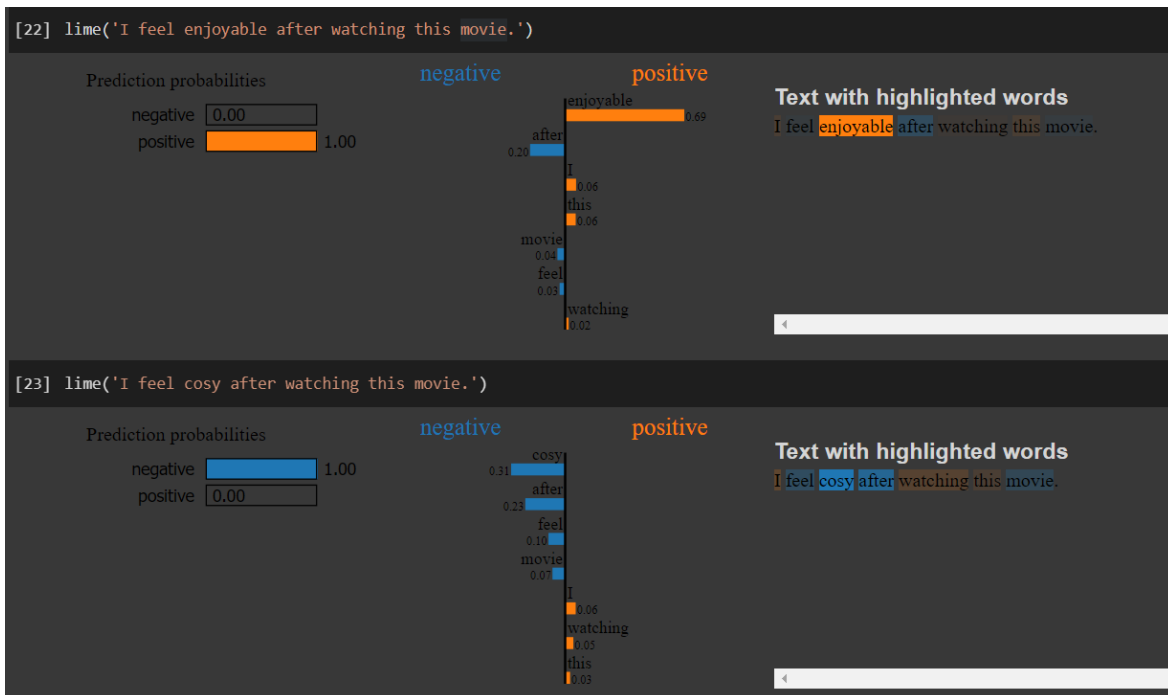 [22] lime('I feel enjoyable after watching this movie.')
Prediction probabilities
negative 0.00
positive 1.00
negative positive
enjoyable
0.69
after
0.20
I
0.06
this
0.06
movie
0.04
feel
0.03
watching
0.02
Text with highlighted words
I feel enjoyable after watching this movie.
[23] lime('I feel cosy after watching this movie.')
Prediction probabilities
negative 1.00
positive 0.00
negative positive
cosy
0.31
after
0.23
feel
0.10
movie
0.07
I
0.06
watching
0.05
this
0.03
Text with highlighted words
I feel cosy after watching this movie.